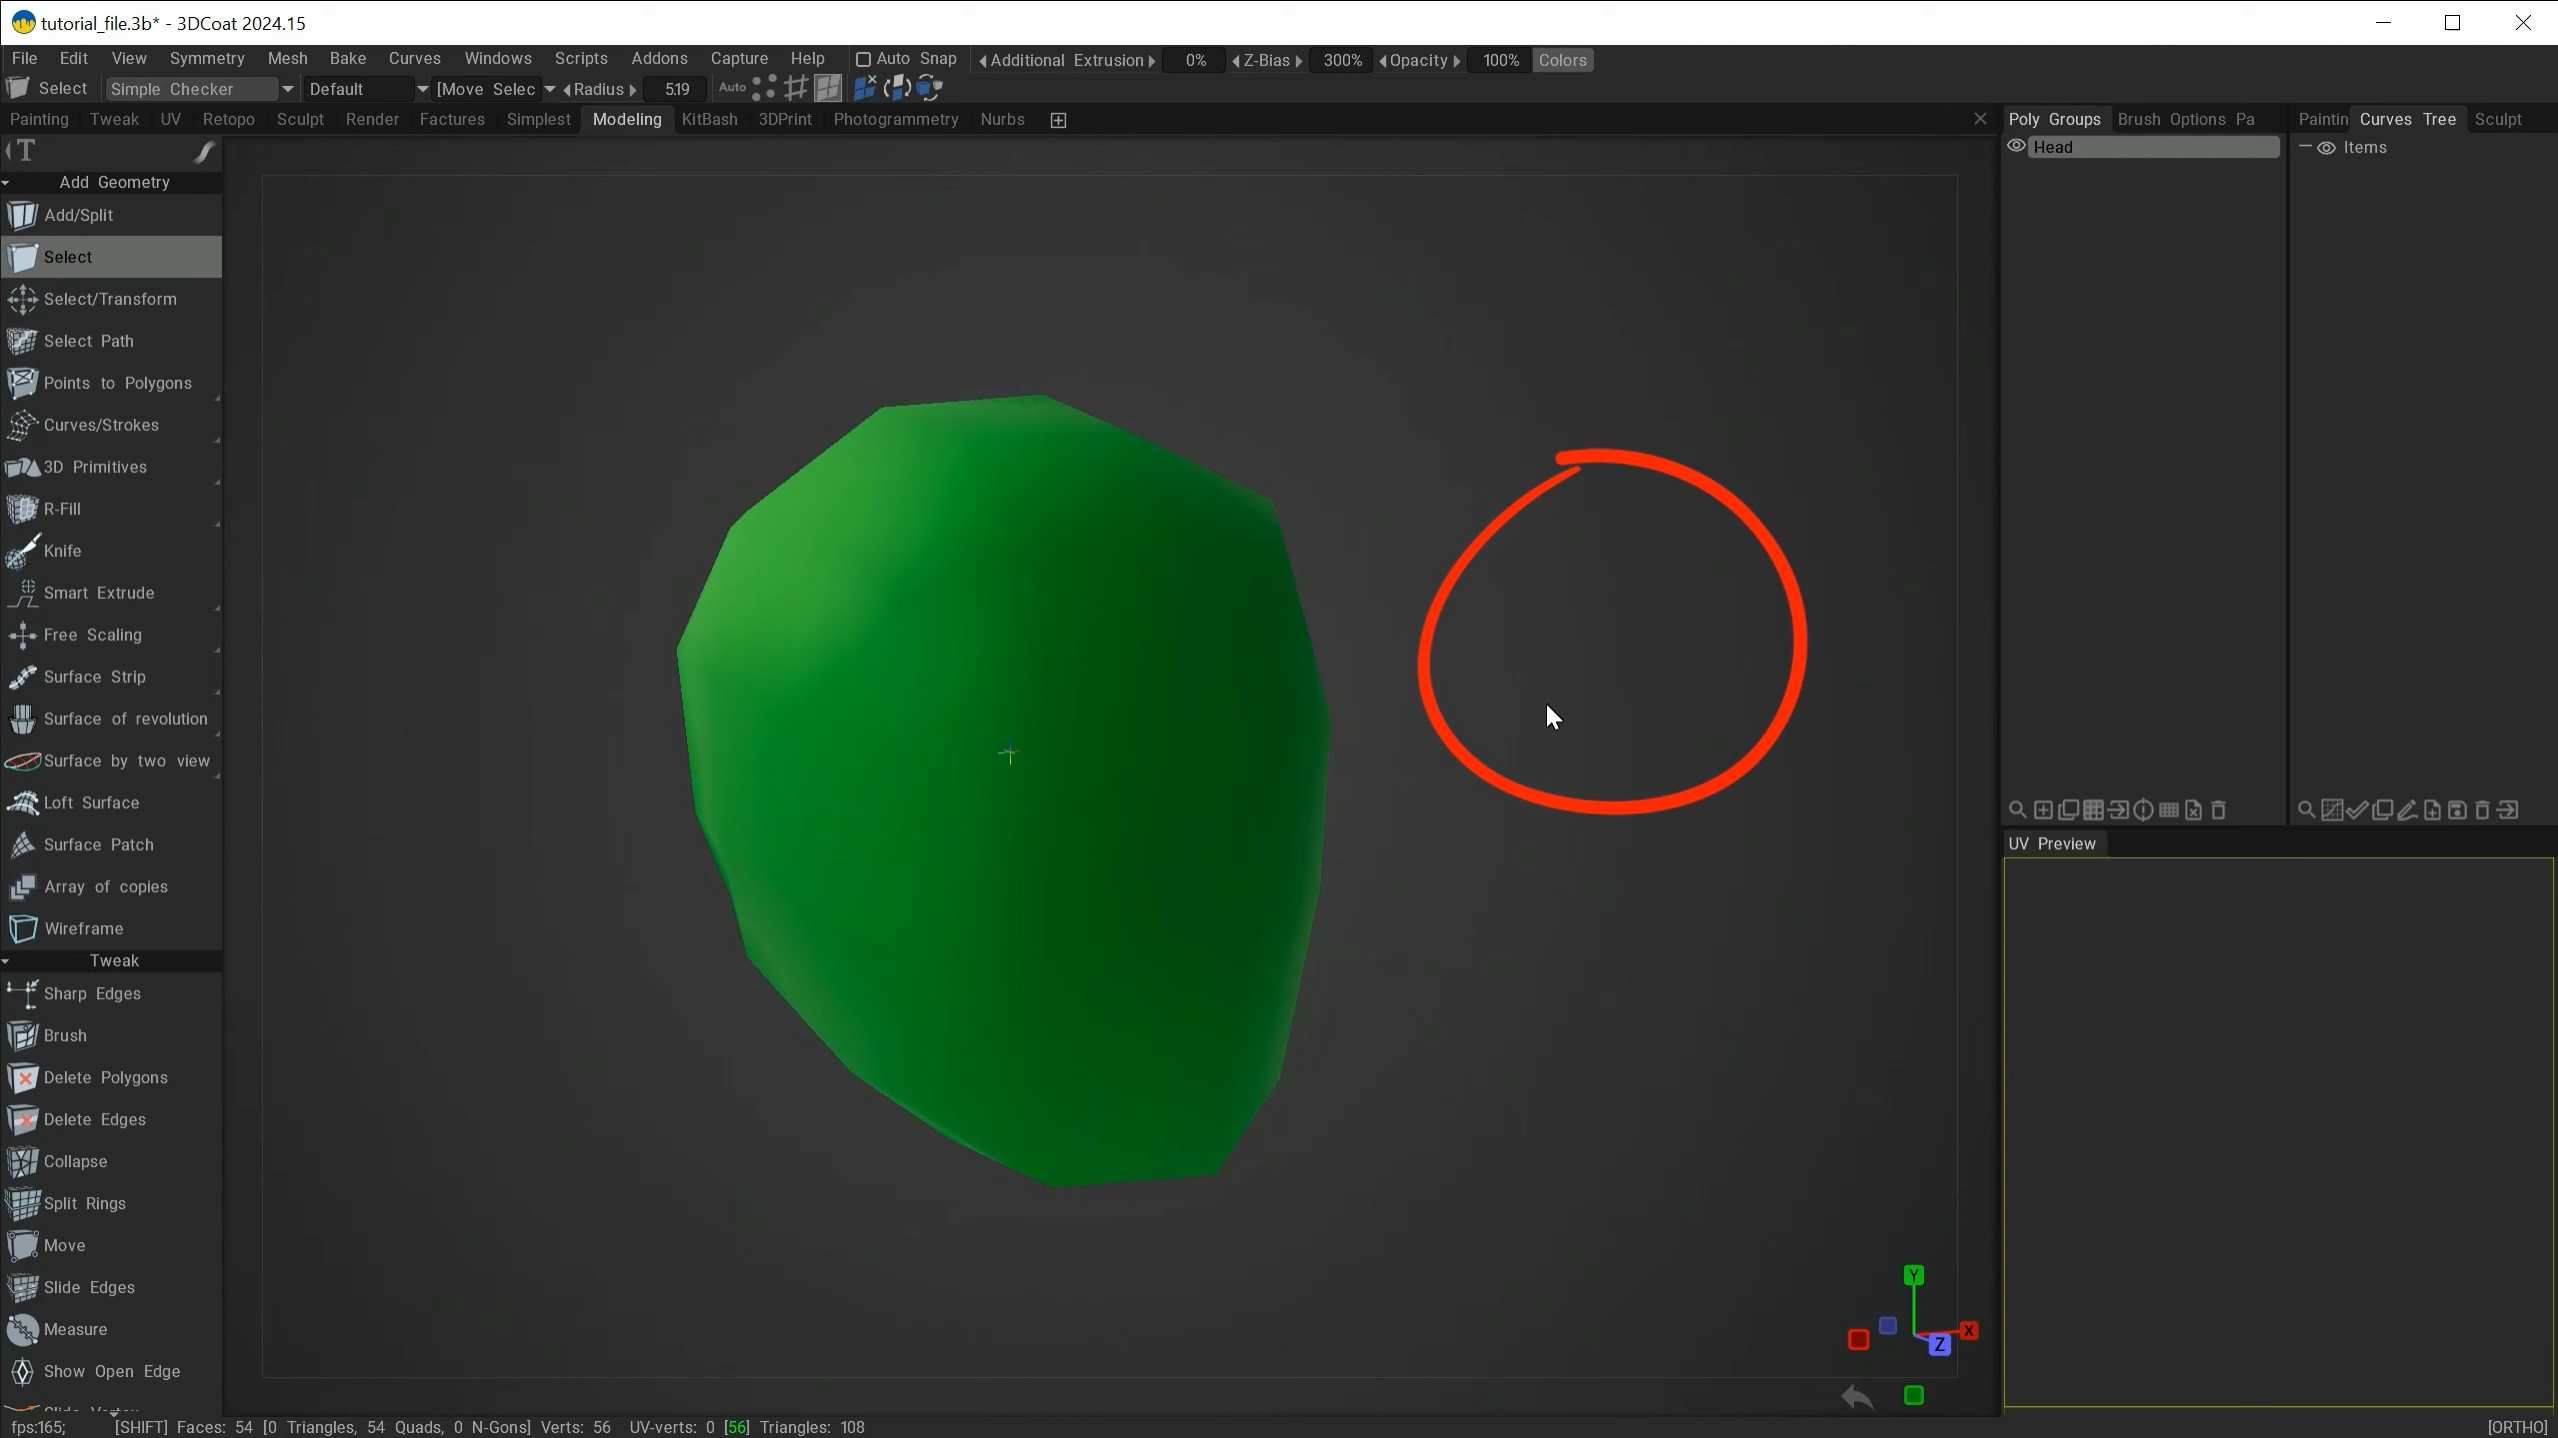 tutorial_file.3b* - 3DCoat 2024.15
File Edit View Symmetry Mesh Bake Curves Windows Scripts Addons Capture Help Auto Snap Additional Extrusion 0% Z-Bias 300% Opacity 100% Colors
Select Simple Checker Default [Move Selec Radius 5.19 Auto
Painting Tweak UV Retopo Sculpt Render Factures Simplest Modeling KitBash 3DPrint Photogrammetry Nurbs
Poly Groups Brush Options Pa
Paintin Curves Tree Sculpt
T
Head
Items
Add Geometry
Add/Split
Select
Select/Transform
Select Path
Points to Polygons
Curves/Strokes
3D Primitives
R-Fill
Knife
Smart Extrude
Free Scaling
Surface Strip
Surface of revolution
Surface by two view
Loft Surface
Surface Patch
Array of copies
Wireframe
Tweak
Sharp Edges
Brush
Delete Polygons
Delete Edges
Collapse
Split Rings
Move
Slide Edges
Measure
Show Open Edge
UV Preview
Y
X
Z
fps:165; [SHIFT] Faces: 54 [0 Triangles, 54 Quads, 0 N-Gons] Verts: 56 UV-verts: 0 [56] Triangles: 108
[ORTHO]